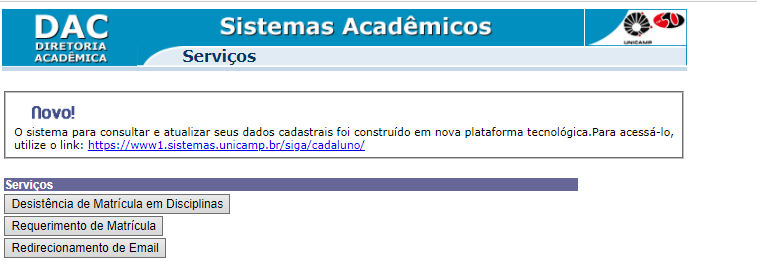 DAC
DIRETORIA
ACADÊMICA
Sistemas Acadêmicos
Serviços
UNICAMP
50
Novo!
O sistema para consultar e atualizar seus dados cadastrais foi construído em nova plataforma tecnológica.Para acessá-lo,
utilize o link: https://www1.sistemas.unicamp.br/siga/cadaluno/
Serviços
Desistência de Matrícula em Disciplinas
Requerimento de Matrícula
Redirecionamento de Email